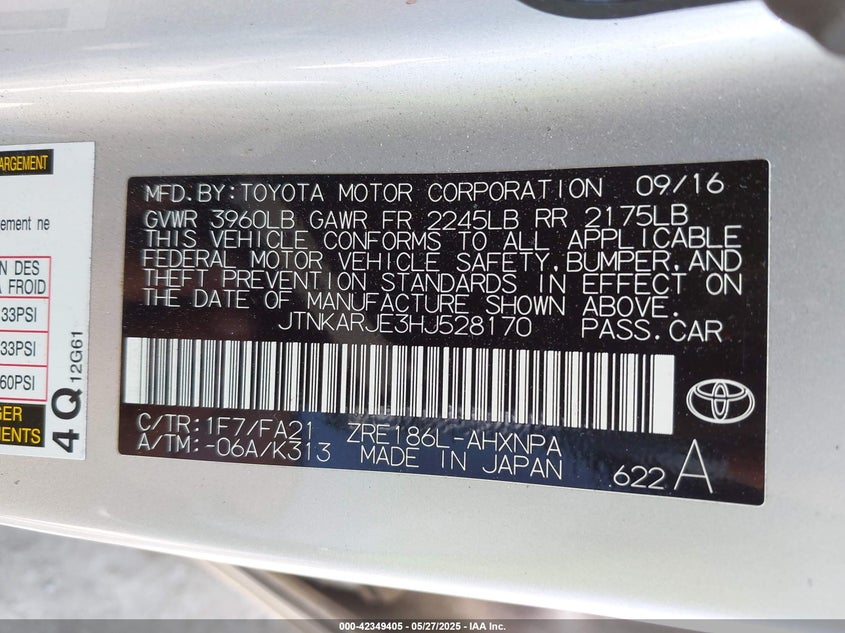 ARGEMENT
ement ne
N DES
A FROID
33PSI
33PSI
60PSI
GER
UMENTS
4Q 12G61
MFD.BY:TOYOTA MOTOR CORPORATION 09/16
GVWR 3960LB GAWR FR 2245LB RR 2175LB
THIS VEHICLE CONFORMS TO ALL APPLICABLE
FEDERAL MOTOR VEHICLE SAFETY,BUMPER,AND
THEFT PREVENTION STANDARDS IN EFFECT ON
THE DATE OF MANUFACTURE SHOWN ABOVE.
JTNKARJE3HJ528170 PASS.CAR
C/TR:1F7/FA21 ZRE186L-AHXNPA
A/TM:-06A/K313 MADE IN JAPAN
622 A
000-42349405 - 05/27/2025 - IAA Inc.